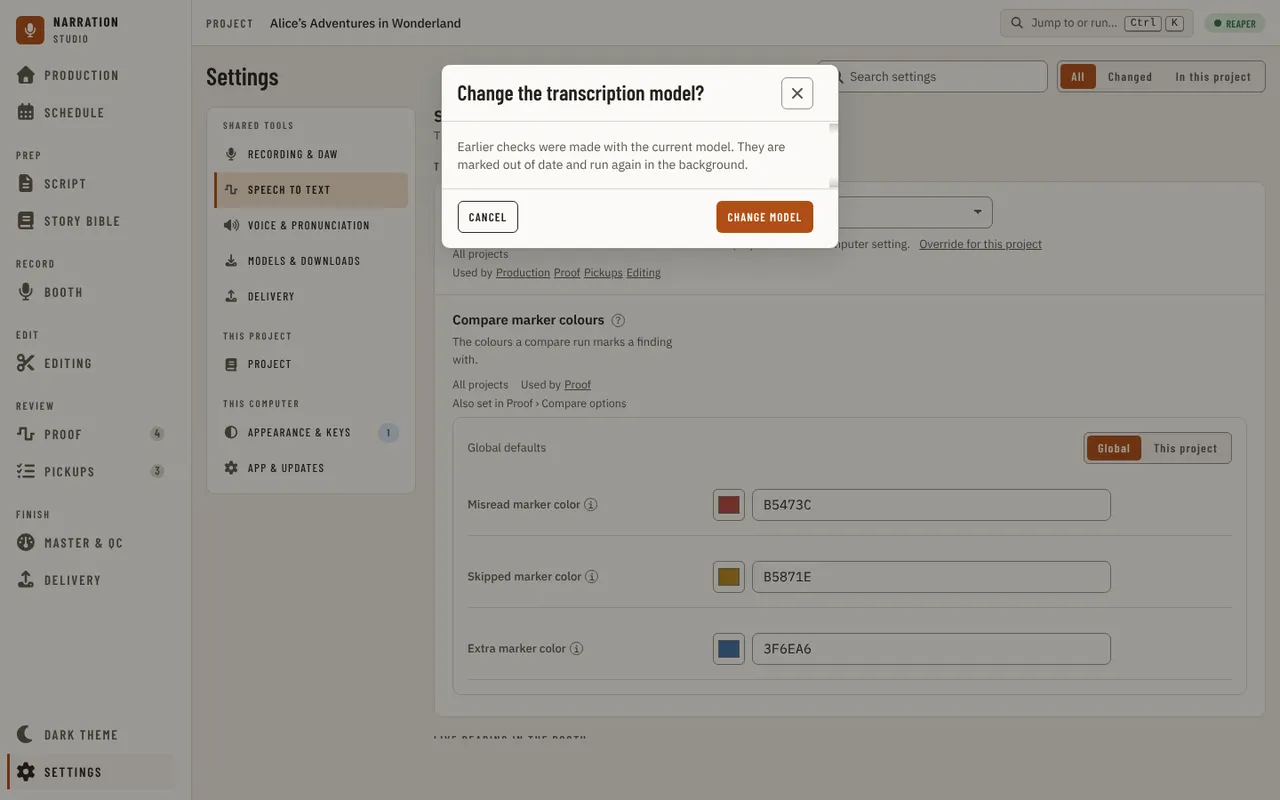 NARRATION
STUDIO
PRODUCTION
SCHEDULE
PREP
SCRIPT
STORY BIBLE
RECORD
BOOTH
EDIT
EDITING
REVIEW
PROOF 4
PICKUPS 3
FINISH
MASTER & QC
DELIVERY
DARK THEME
SETTINGS
PROJECT Alice's Adventures in Wonderland
Jump to or run... Ctrl K
REAPER
Settings
Search settings
All Changed In this project
SHARED TOOLS
RECORDING & DAW
SPEECH TO TEXT
VOICE & PRONUNCIATION
MODELS & DOWNLOADS
DELIVERY
THIS PROJECT
PROJECT
THIS COMPUTER
APPEARANCE & KEYS 1
APP & UPDATES
Change the transcription model?
Earlier checks were made with the current model. They are
marked out of date and run again in the background.
CANCEL
CHANGE MODEL
setting. Override for this project
All projects
Used by Production Proof Pickups Editing
Compare marker colours ?
The colours a compare run marks a finding
with.
All projects Used by Proof
Also set in Proof › Compare options
Global defaults
Global This project
Misread marker color B5473C
Skipped marker color B5871E
Extra marker color 3F6EA6